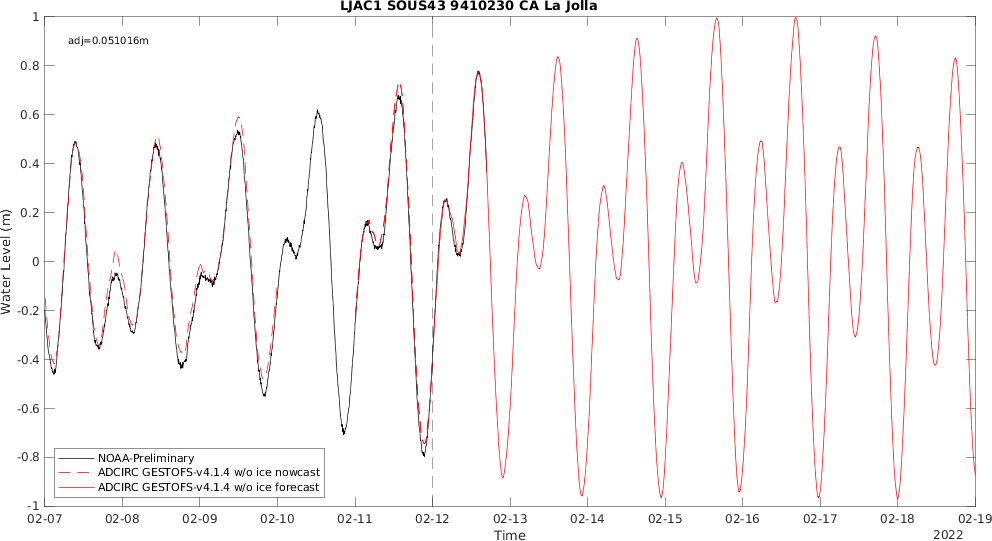 LJAC1 SOUS43 9410230 CA La Jolla
adj=0.051016m
Water Level (m)
1
0.8
0.6
0.4
0.2
0
-0.2
-0.4
-0.6
-0.8
-1
NOAA-Preliminary
ADCIRC GESTOFS-v4.1.4 w/o ice nowcast
ADCIRC GESTOFS-v4.1.4 w/o ice forecast
02-07 02-08 02-09 02-10 02-11 02-12 02-13 02-14 02-15 02-16 02-17 02-18 02-19
Time
2022